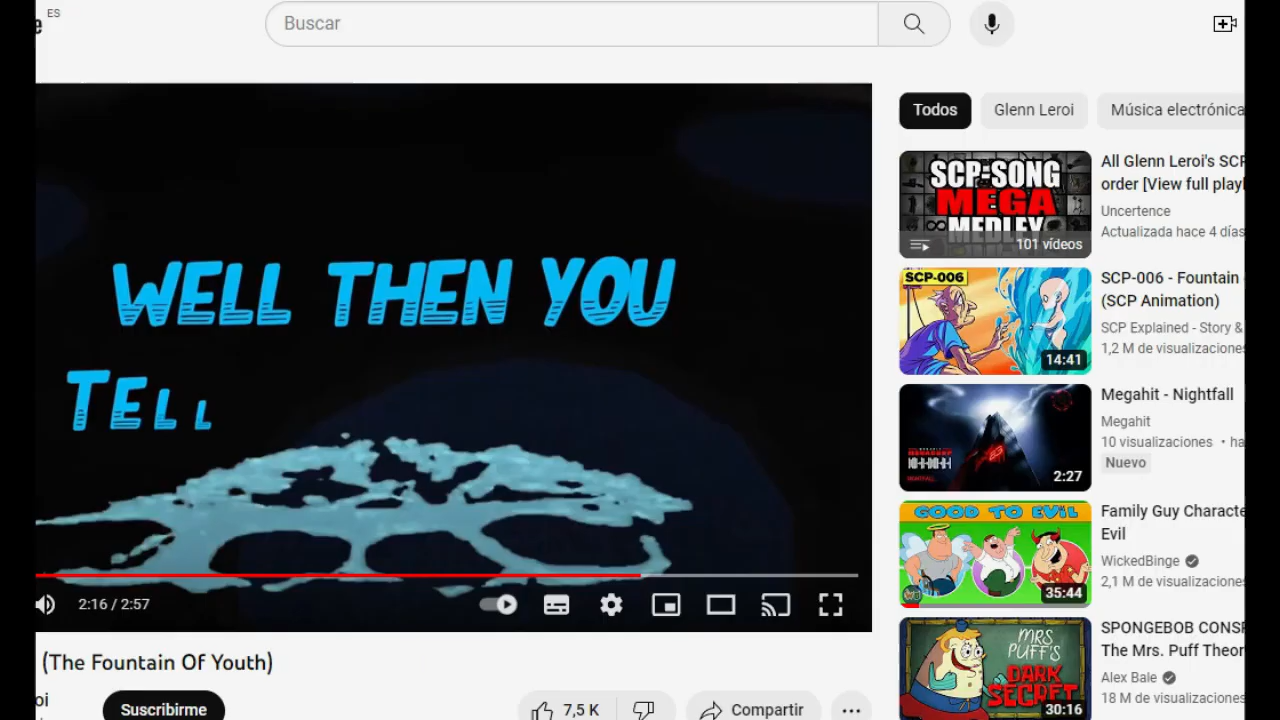 e ES
Buscar
WELL THEN YOU
TELL
2:16 / 2:57
(The Fountain Of Youth)
oi
Suscribirme
7,5 K
Compartir
Todos
Glenn Leroi
Música electrónica
SCP-SONG
MEGA
MEDLEY
101 vídeos
All Glenn Leroi's SCP
order [View full playl
Uncertence
Actualizada hace 4 días
SCP-006
14:41
SCP-006 - Fountain
(SCP Animation)
SCP Explained - Story &
1,2 M de visualizaciones
2:27
Megahit - Nightfall
Megahit
10 visualizaciones • ha
Nuevo
GOOD TO EVIL
35:44
Family Guy Characte
Evil
WickedBinge
2,1 M de visualizaciones
MRS
PUFF'S
DARK
SECRET
30:16
SPONGEBOB CONSP
The Mrs. Puff Theor
Alex Bale
18 M de visualizaciones